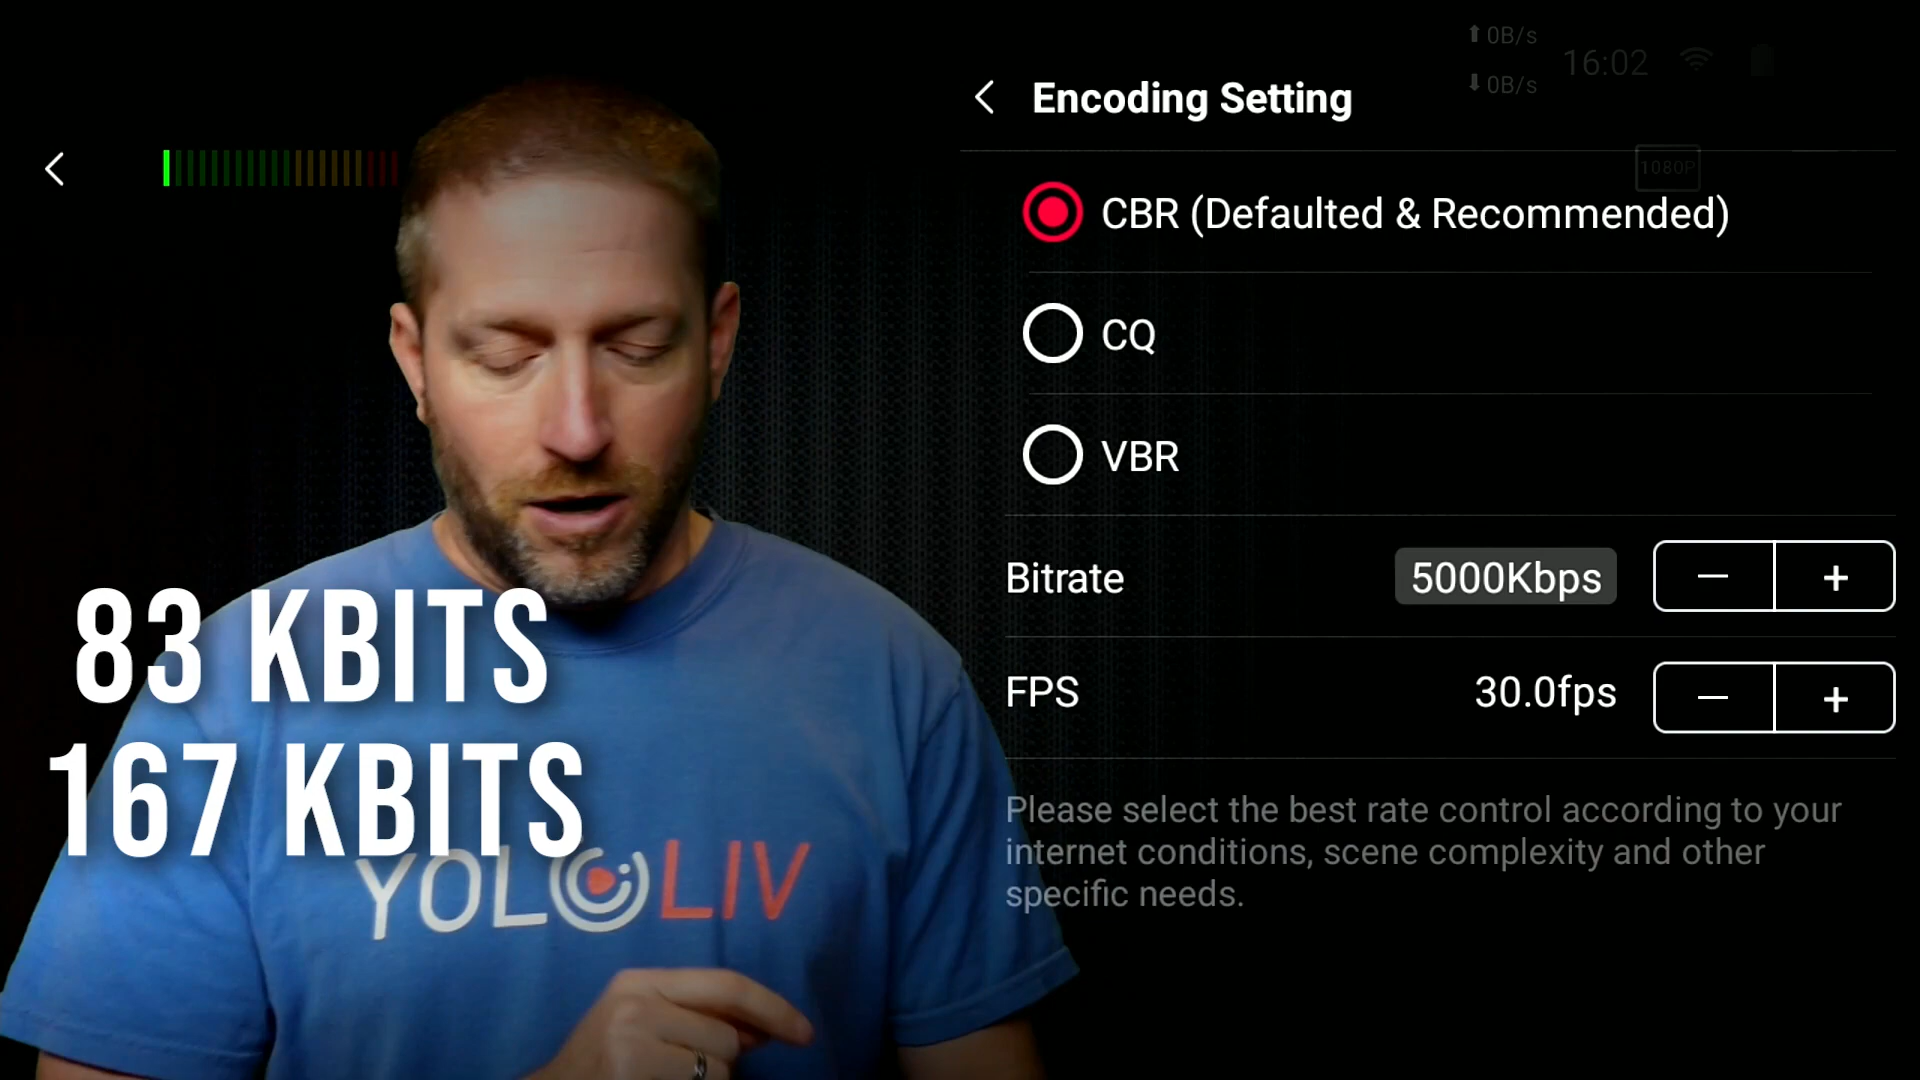 0B/s
16:02
0B/s
Encoding Setting
1080P
CBR (Defaulted & Recommended)
CQ
VBR
Bitrate
5000Kbps
— +
FPS
30.0fps
— +
Please select the best rate control according to your
internet conditions, scene complexity and other
specific needs.
83 KBITS
167 KBITS
YOLOLIV